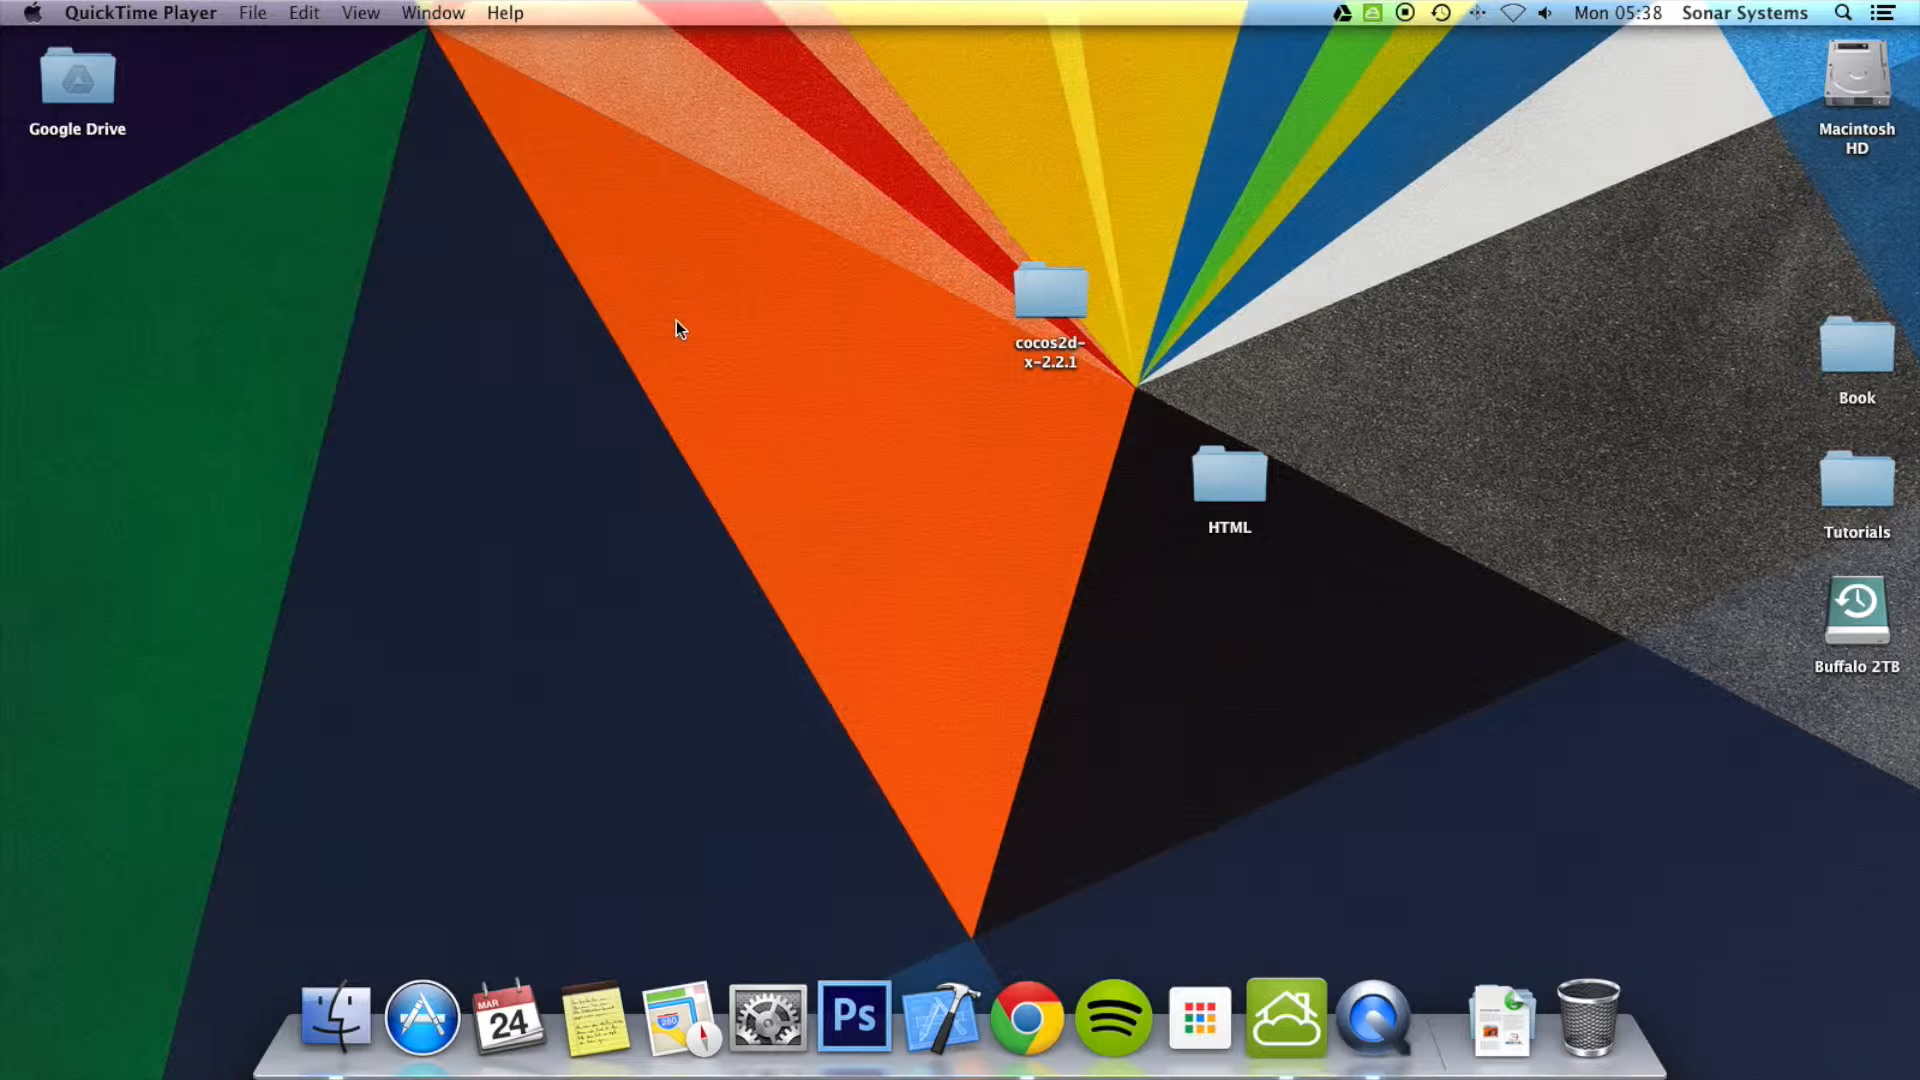 QuickTime Player File Edit View Window Help Mon 05:38 Sonar Systems
Google Drive
Macintosh
HD
cocos2d-
x-2.2.1
Book
HTML
Tutorials
Buffalo 2TB
MAR
24
280
Ps